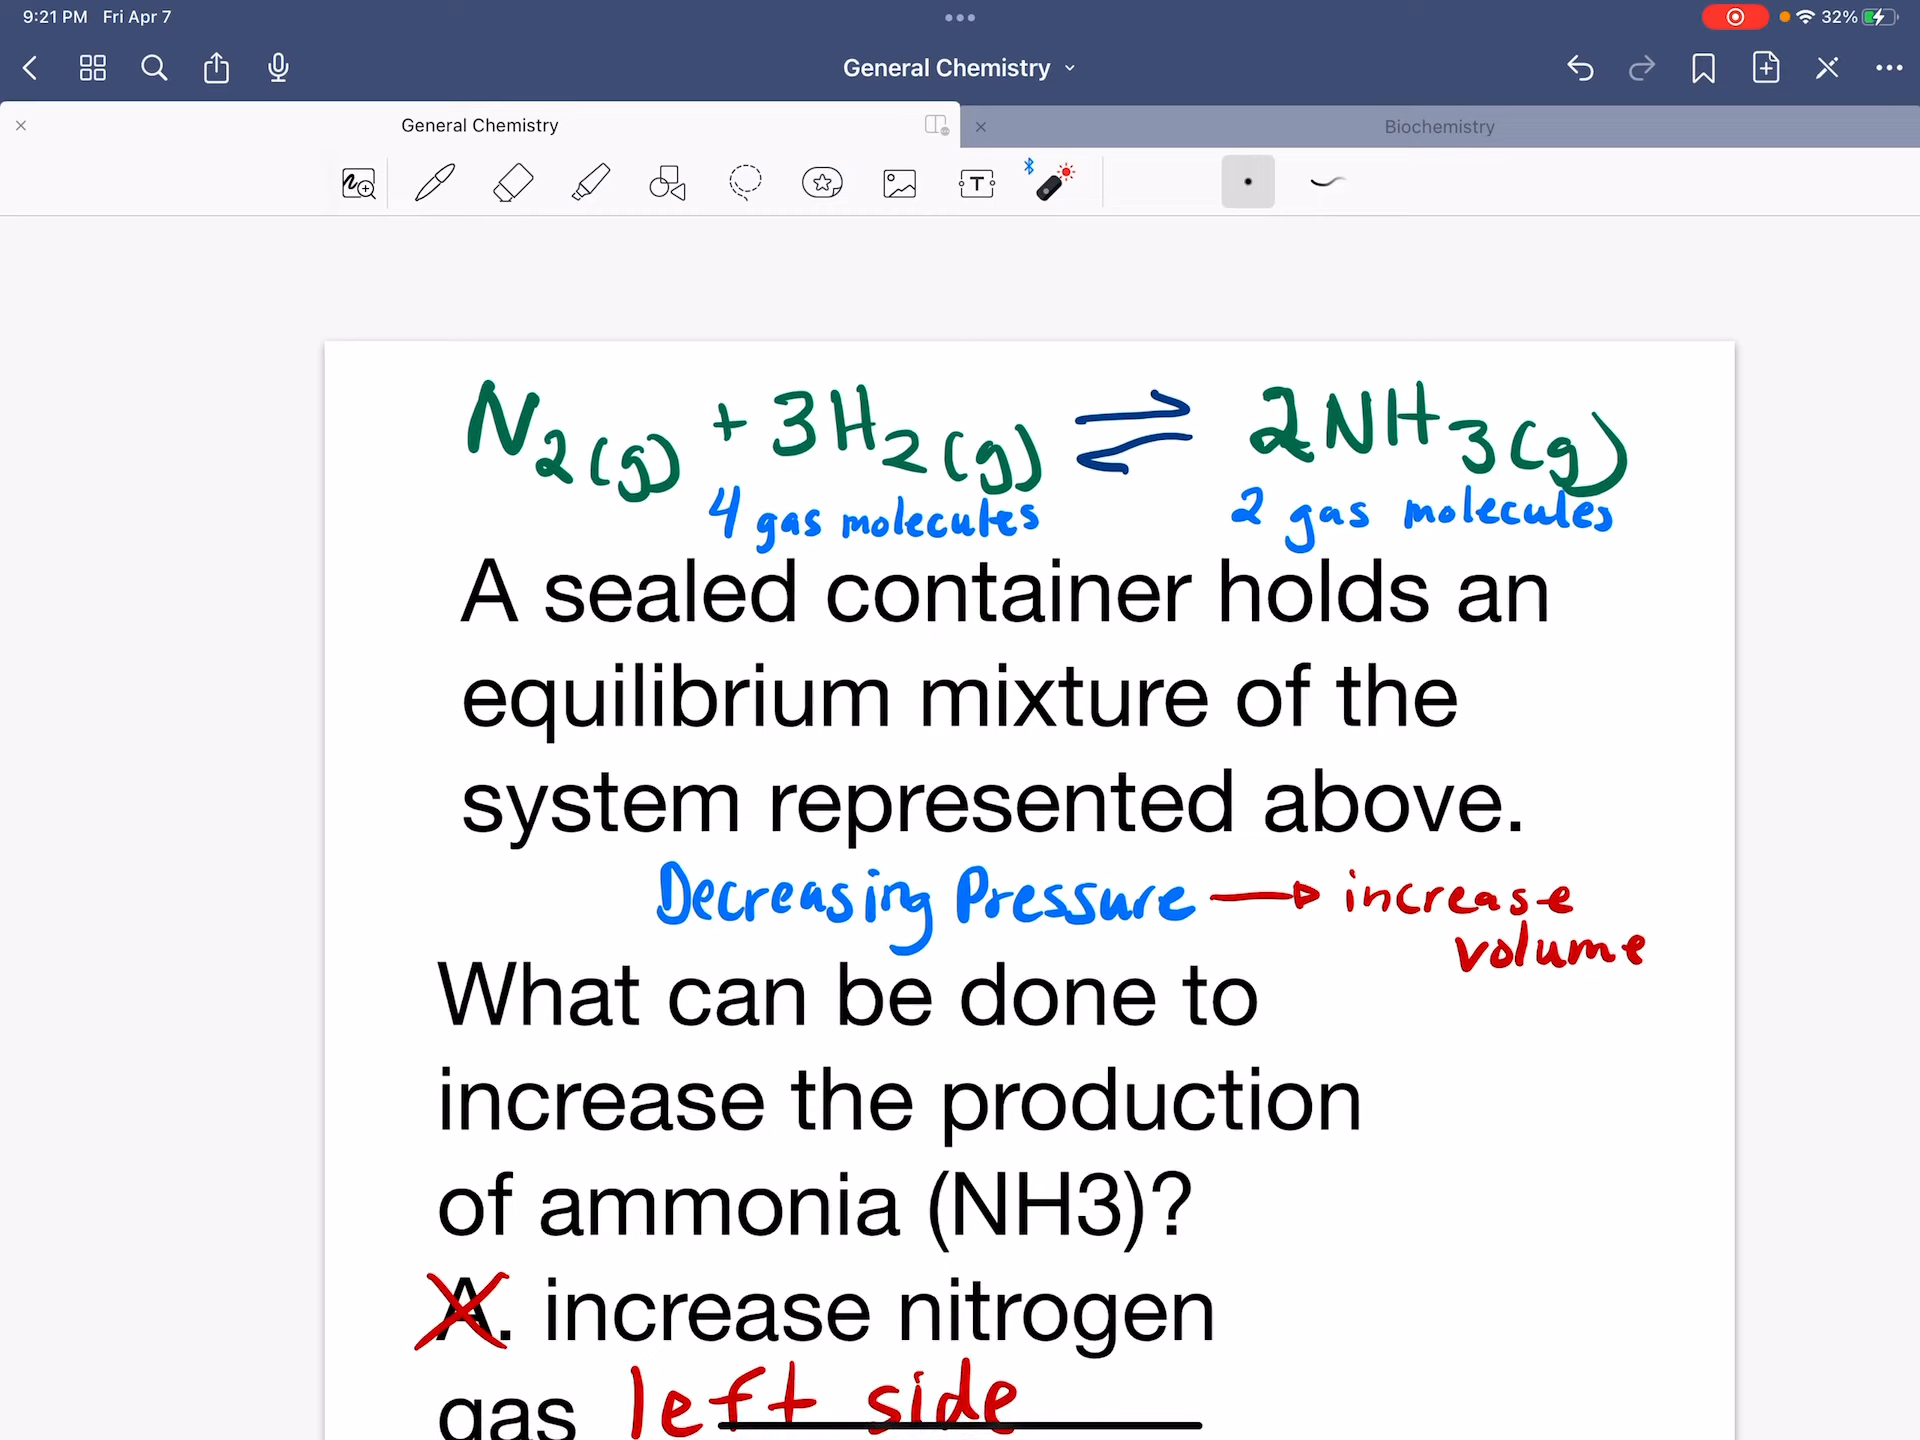 9:21 PM Fri Apr 7
32%
General Chemistry
General Chemistry
Biochemistry
T
N2(g) + 3H2(g) ⇌ 2NH3(g)
4 gas molecules 2 gas molecules
A sealed container holds an
equilibrium mixture of the
system represented above.
Decreasing Pressure → increase
volume
What can be done to
increase the production
of ammonia (NH3)?
A. increase nitrogen
gas left side